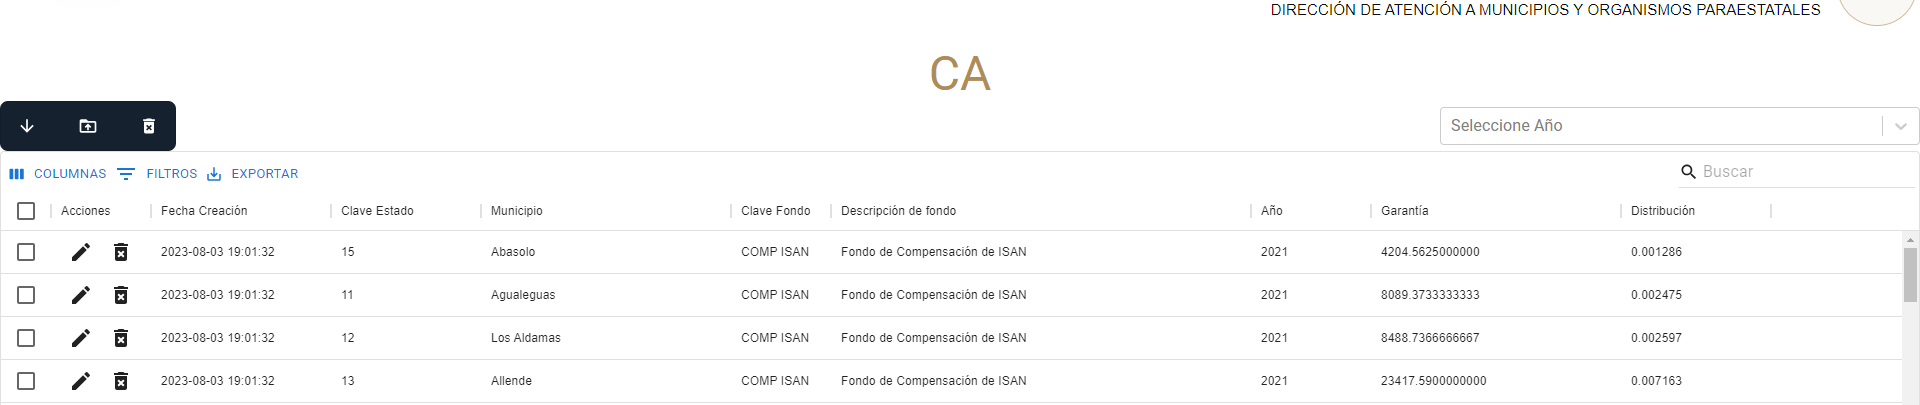 DIRECCIÓN DE ATENCIÓN A MUNICIPIOS Y ORGANISMOS PARAESTATALES
CA
Seleccione Año
COLUMNAS FILTROS EXPORTAR Buscar
Acciones Fecha Creación Clave Estado Municipio Clave Fondo Descripción de fondo Año Garantía Distribución
2023-08-03 19:01:32 15 Abasolo COMP ISAN Fondo de Compensación de ISAN 2021 4204.5625000000 0.001286
2023-08-03 19:01:32 11 Agualeguas COMP ISAN Fondo de Compensación de ISAN 2021 8089.3733333333 0.002475
2023-08-03 19:01:32 12 Los Aldamas COMP ISAN Fondo de Compensación de ISAN 2021 8488.7366666667 0.002597
2023-08-03 19:01:32 13 Allende COMP ISAN Fondo de Compensación de ISAN 2021 23417.5900000000 0.007163